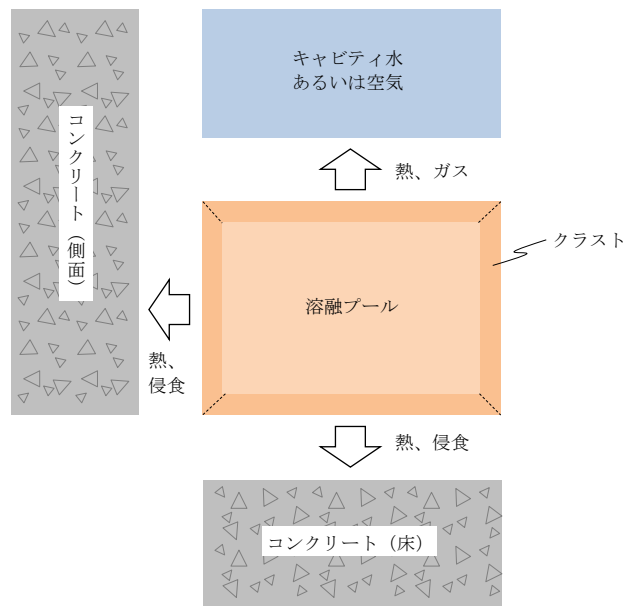 キャビティ水
あるいは空気
熱、ガス
コンクリート（側面）
クラスト
溶融プール
熱、
侵食
熱、侵食
コンクリート（床）